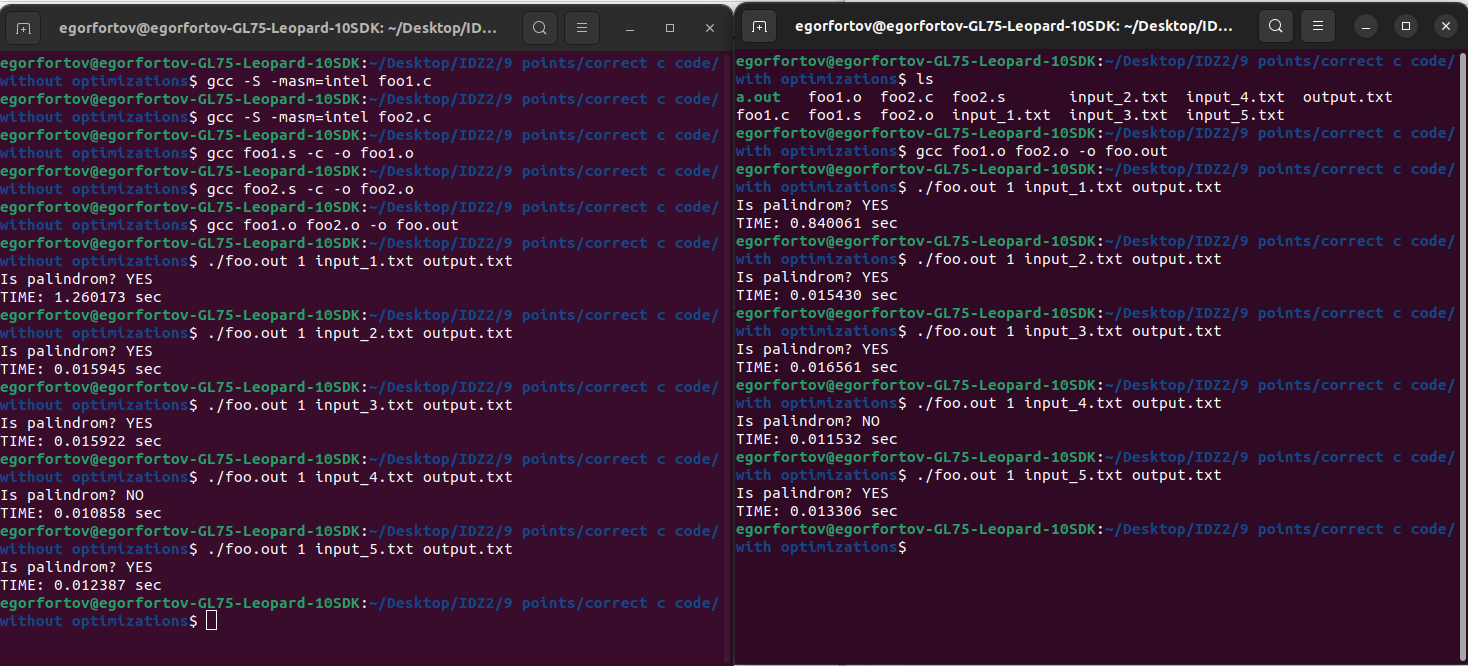 egorfortov@egorfortov-GL75-Leopard-10SDK: ~/Desktop/ID...
egorfortov@egorfortov-GL75-Leopard-10SDK:~/Desktop/IDZ2/9 points/correct c code/
without optimizations$ gcc -S -masm=intel foo1.c
egorfortov@egorfortov-GL75-Leopard-10SDK:~/Desktop/IDZ2/9 points/correct c code/
without optimizations$ gcc -S -masm=intel foo2.c
egorfortov@egorfortov-GL75-Leopard-10SDK:~/Desktop/IDZ2/9 points/correct c code/
without optimizations$ gcc foo1.s -c -o foo1.o
egorfortov@egorfortov-GL75-Leopard-10SDK:~/Desktop/IDZ2/9 points/correct c code/
without optimizations$ gcc foo2.s -c -o foo2.o
egorfortov@egorfortov-GL75-Leopard-10SDK:~/Desktop/IDZ2/9 points/correct c code/
without optimizations$ gcc foo1.o foo2.o -o foo.out
egorfortov@egorfortov-GL75-Leopard-10SDK:~/Desktop/IDZ2/9 points/correct c code/
without optimizations$ ./foo.out 1 input_1.txt output.txt
Is palindrom? YES
TIME: 1.260173 sec
egorfortov@egorfortov-GL75-Leopard-10SDK:~/Desktop/IDZ2/9 points/correct c code/
without optimizations$ ./foo.out 1 input_2.txt output.txt
Is palindrom? YES
TIME: 0.015945 sec
egorfortov@egorfortov-GL75-Leopard-10SDK:~/Desktop/IDZ2/9 points/correct c code/
without optimizations$ ./foo.out 1 input_3.txt output.txt
Is palindrom? YES
TIME: 0.015922 sec
egorfortov@egorfortov-GL75-Leopard-10SDK:~/Desktop/IDZ2/9 points/correct c code/
without optimizations$ ./foo.out 1 input_4.txt output.txt
Is palindrom? NO
TIME: 0.010858 sec
egorfortov@egorfortov-GL75-Leopard-10SDK:~/Desktop/IDZ2/9 points/correct c code/
without optimizations$ ./foo.out 1 input_5.txt output.txt
Is palindrom? YES
TIME: 0.012387 sec
egorfortov@egorfortov-GL75-Leopard-10SDK:~/Desktop/IDZ2/9 points/correct c code/
without optimizations$
egorfortov@egorfortov-GL75-Leopard-10SDK: ~/Desktop/ID...
egorfortov@egorfortov-GL75-Leopard-10SDK:~/Desktop/IDZ2/9 points/correct c code/
with optimizations$ ls
a.out foo1.o foo2.c foo2.s input_2.txt input_4.txt output.txt
foo1.c foo1.s foo2.o input_1.txt input_3.txt input_5.txt
egorfortov@egorfortov-GL75-Leopard-10SDK:~/Desktop/IDZ2/9 points/correct c code/
with optimizations$ gcc foo1.o foo2.o -o foo.out
egorfortov@egorfortov-GL75-Leopard-10SDK:~/Desktop/IDZ2/9 points/correct c code/
with optimizations$ ./foo.out 1 input_1.txt output.txt
Is palindrom? YES
TIME: 0.840061 sec
egorfortov@egorfortov-GL75-Leopard-10SDK:~/Desktop/IDZ2/9 points/correct c code/
with optimizations$ ./foo.out 1 input_2.txt output.txt
Is palindrom? YES
TIME: 0.015430 sec
egorfortov@egorfortov-GL75-Leopard-10SDK:~/Desktop/IDZ2/9 points/correct c code/
with optimizations$ ./foo.out 1 input_3.txt output.txt
Is palindrom? YES
TIME: 0.016561 sec
egorfortov@egorfortov-GL75-Leopard-10SDK:~/Desktop/IDZ2/9 points/correct c code/
with optimizations$ ./foo.out 1 input_4.txt output.txt
Is palindrom? NO
TIME: 0.011532 sec
egorfortov@egorfortov-GL75-Leopard-10SDK:~/Desktop/IDZ2/9 points/correct c code/
with optimizations$ ./foo.out 1 input_5.txt output.txt
Is palindrom? YES
TIME: 0.013306 sec
egorfortov@egorfortov-GL75-Leopard-10SDK:~/Desktop/IDZ2/9 points/correct c code/
with optimizations$